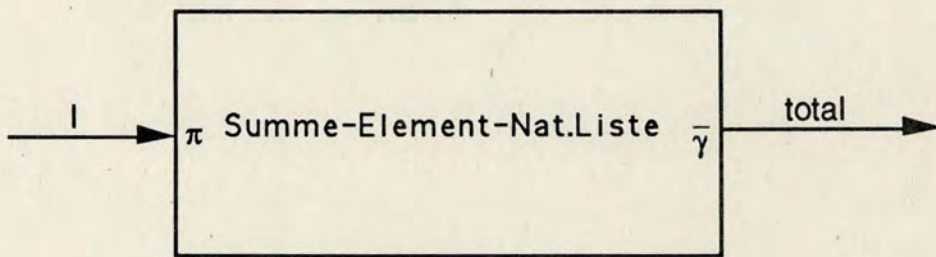 l
total
π Summe-Element-Nat.Liste γ̅